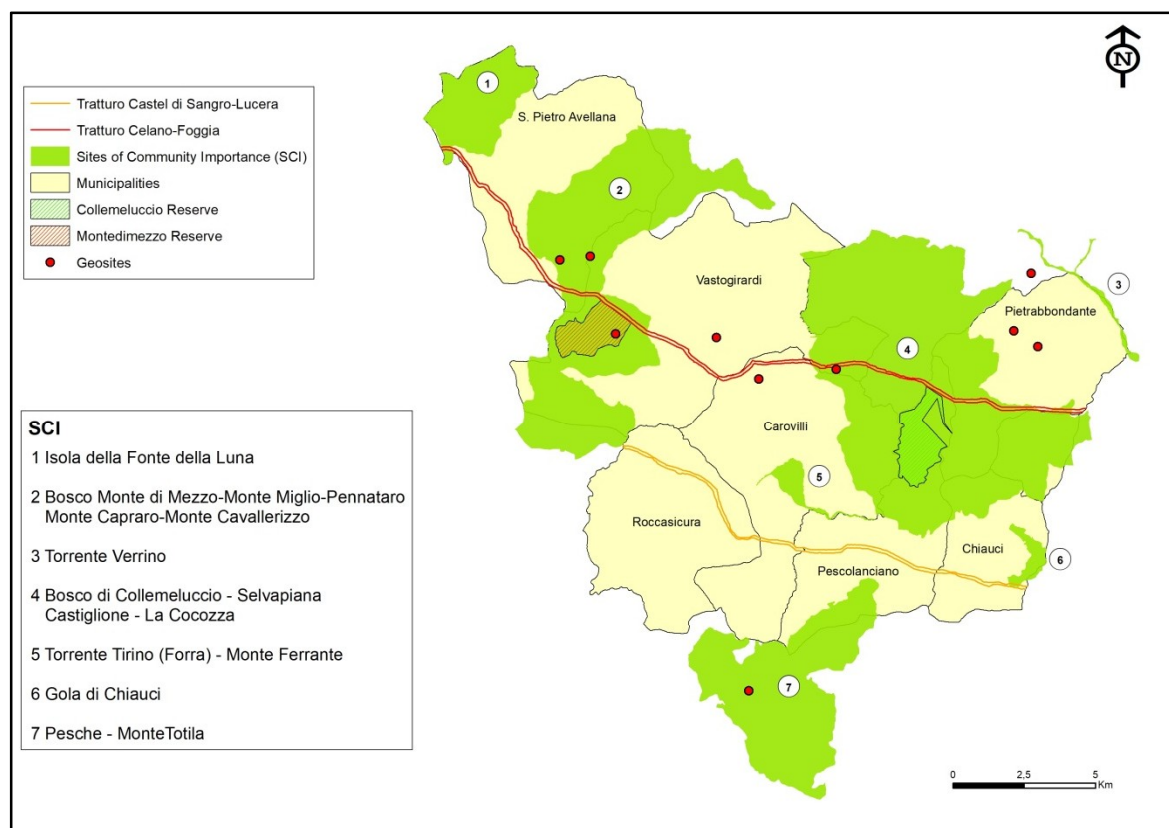 N
Tratturo Castel di Sangro-Lucera
Tratturo Celano-Foggia
Sites of Community Importance (SCI)
Municipalities
Collemeluccio Reserve
Montedimezzo Reserve
Geosites
1
S. Pietro Avellana
2
Vastogirardi
3
Pietrabbondante
4
Carovilli
5
Roccasicura
Chiauci
6
Pescolanciano
7
SCI
1 Isola della Fonte della Luna
2 Bosco Monte di Mezzo-Monte Miglio-Pennataro
Monte Capraro-Monte Cavallerizzo
3 Torrente Verrino
4 Bosco di Collemeluccio - Selvapiana
Castiglione - La Cocozza
5 Torrente Tirino (Forra) - Monte Ferrante
6 Gola di Chiauci
7 Pesche - MonteTotila
0 2,5 5
Km